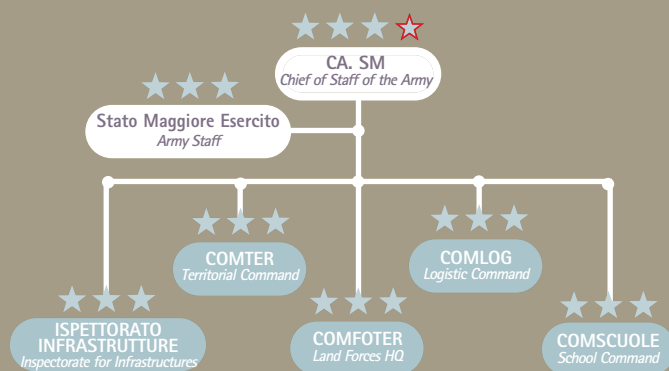 CA. SM
Chief of Staff of the Army
Stato Maggiore Esercito
Army Staff
COMTER
Territorial Command
COMLOG
Logistic Command
ISPETTORATO
INFRASTRUTTURE
Inspectorate for Infrastructures
COMFOTER
Land Forces HQ
COMSCUOLE
School Command